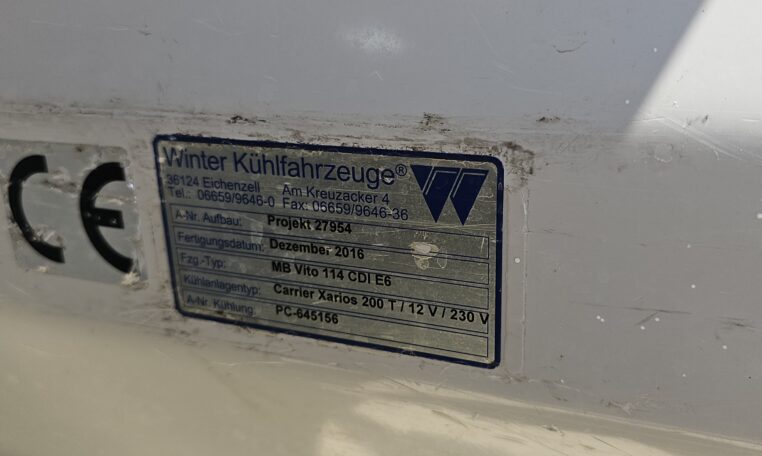 CE
Winter Kühlfahrzeuge®
36124 Eichenzell Am Kreuzacker 4
Tel.: 06659/9646-0 Fax: 06659/9646-36
A-Nr. Aufbau: Projekt 27954
Fertigungsdatum: Dezember 2016
Fzg.-Typ: MB Vito 114 CDI E6
Kühlanlagentyp: Carrier Xarios 200 T / 12 V / 230 V
A-Nr. Kühlung: PC-645156